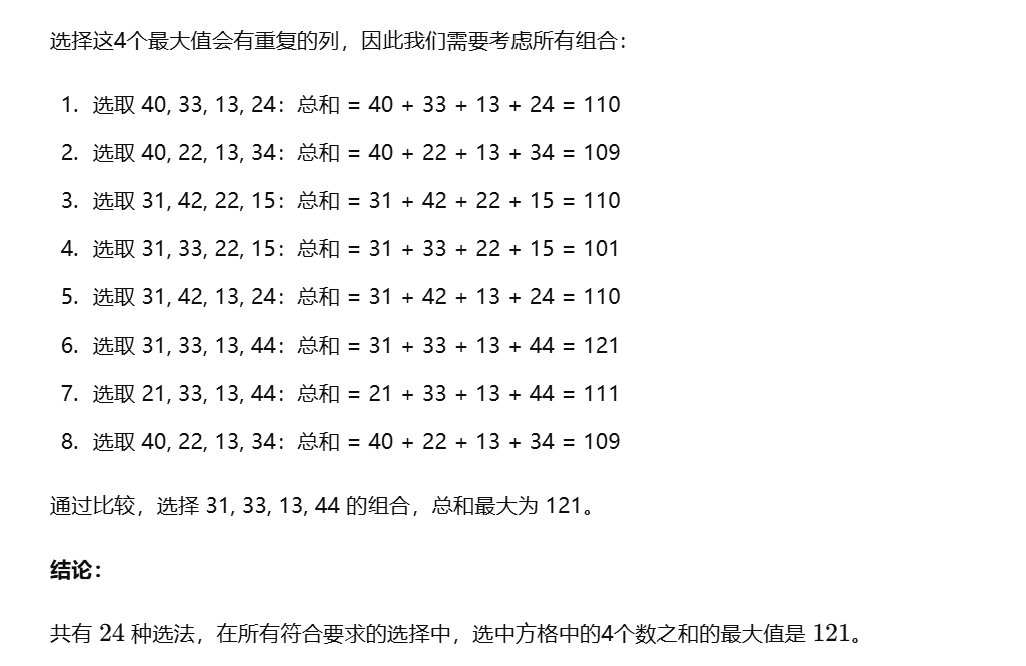 选择这4个最大值会有重复的列，因此我们需要考虑所有组合：
1. 选取 40, 33, 13, 24：总和 = 40 + 33 + 13 + 24 = 110
2. 选取 40, 22, 13, 34：总和 = 40 + 22 + 13 + 34 = 109
3. 选取 31, 42, 22, 15：总和 = 31 + 42 + 22 + 15 = 110
4. 选取 31, 33, 22, 15：总和 = 31 + 33 + 22 + 15 = 101
5. 选取 31, 42, 13, 24：总和 = 31 + 42 + 13 + 24 = 110
6. 选取 31, 33, 13, 44：总和 = 31 + 33 + 13 + 44 = 121
7. 选取 21, 33, 13, 44：总和 = 21 + 33 + 13 + 44 = 111
8. 选取 40, 22, 13, 34：总和 = 40 + 22 + 13 + 34 = 109
通过比较，选择 31, 33, 13, 44 的组合，总和最大为 121。
结论：
共有 24 种选法，在所有符合要求的选择中，选中方格中的4个数之和的最大值是 121。